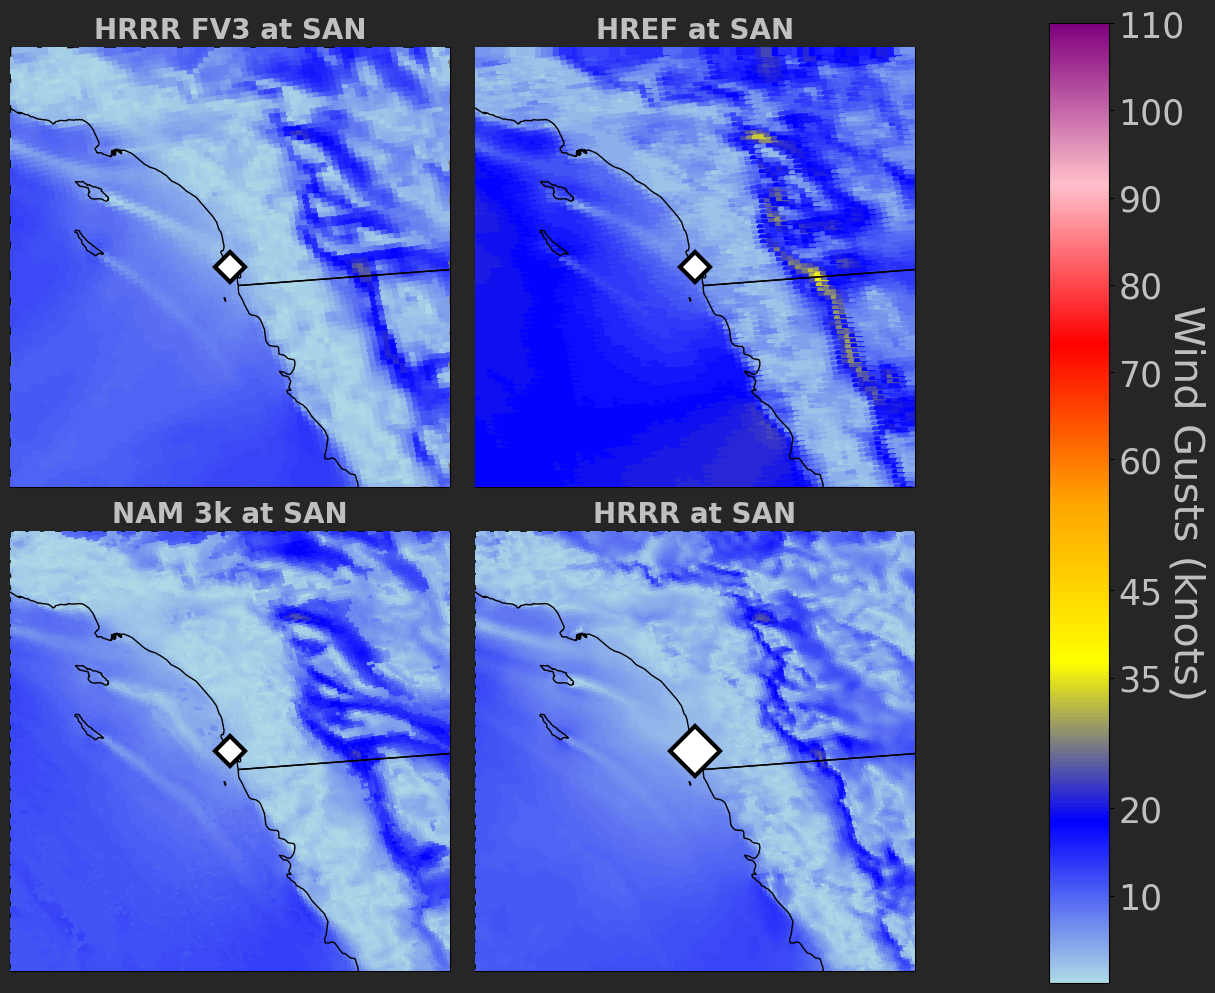 HRRR FV3 at SAN
HREF at SAN
NAM 3k at SAN
HRRR at SAN
110
100
90
80
70
60
45
35
20
10
Wind Gusts (knots)